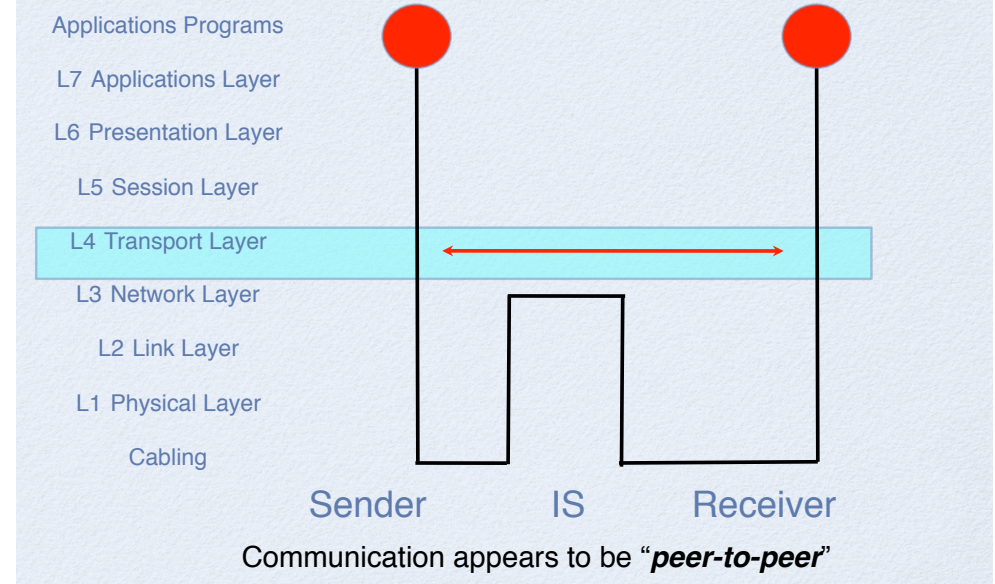 Applications Programs
L7 Applications Layer
L6 Presentation Layer
L5 Session Layer
L4 Transport Layer
L3 Network Layer
L2 Link Layer
L1 Physical Layer
Cabling
Sender IS Receiver
Communication appears to be “peer-to-peer”